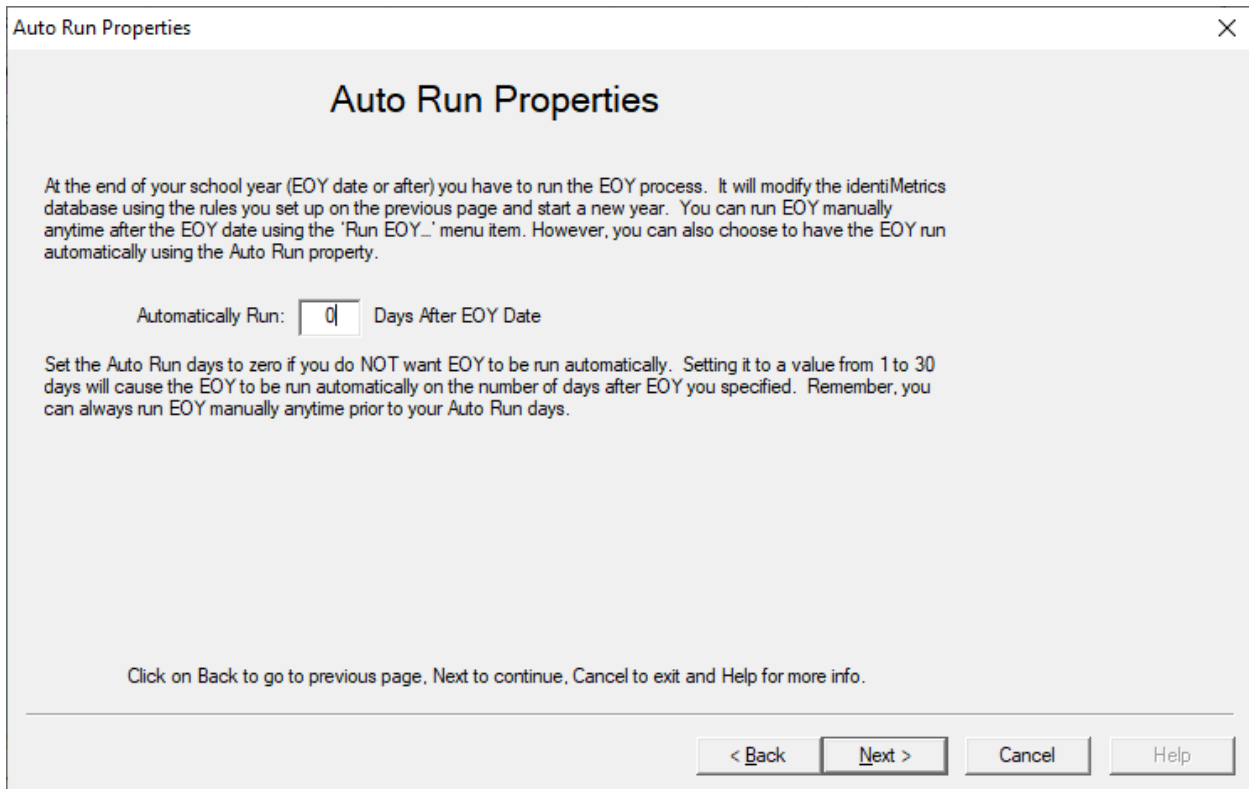 Auto Run Properties
Auto Run Properties
At the end of your school year (EOY date or after) you have to run the EOY process.  It will modify the identiMetrics
database using the rules you set up on the previous page and start a new year.  You can run EOY manually
anytime after the EOY date using the 'Run EOY...' menu item. However, you can also choose to have the EOY run
automatically using the Auto Run property.
Automatically Run: 0 Days After EOY Date
Set the Auto Run days to zero if you do NOT want EOY to be run automatically.  Setting it to a value from 1 to 30
days will cause the EOY to be run automatically on the number of days after EOY you specified.  Remember, you
can always run EOY manually anytime prior to your Auto Run days.
Click on Back to go to previous page, Next to continue, Cancel to exit and Help for more info.
< Back Next > Cancel Help